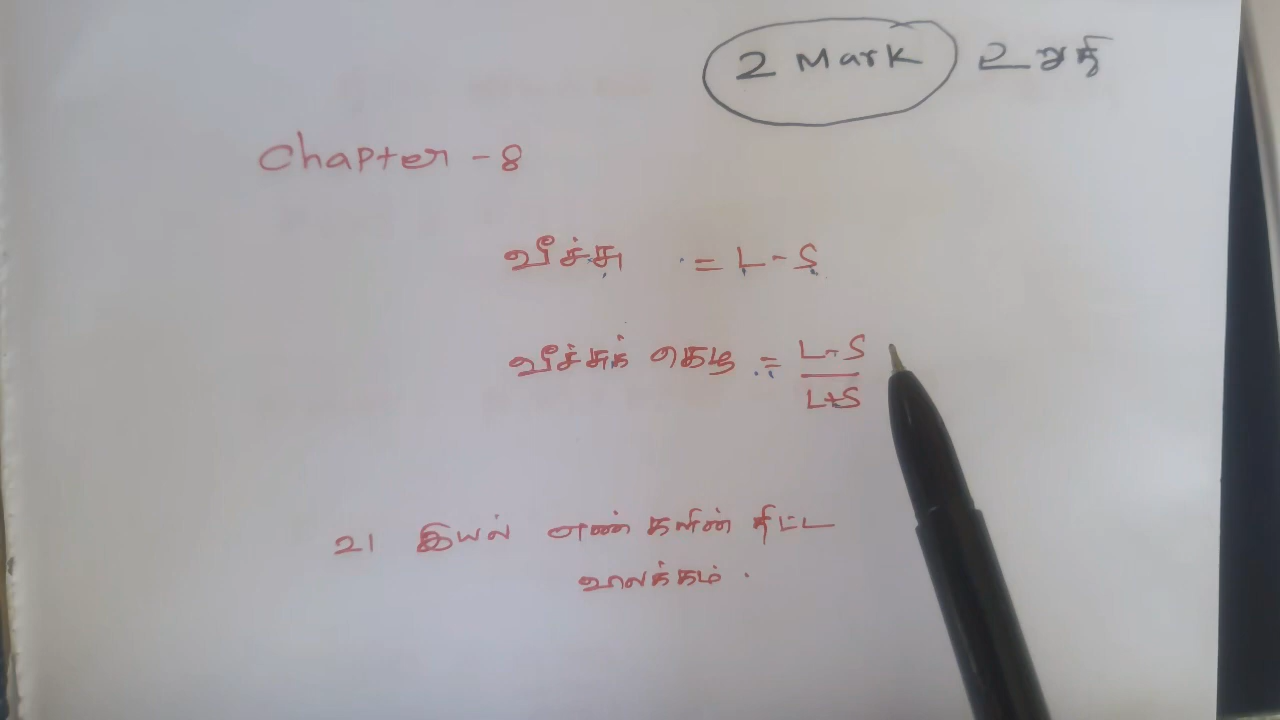 2 Mark உறுதி
Chapter - 8
வீச்சு = L - S
வீச்சுக் கெழு = L-S
L+S
21 இயல் எண்களின் திட்ட
விலக்கம்.